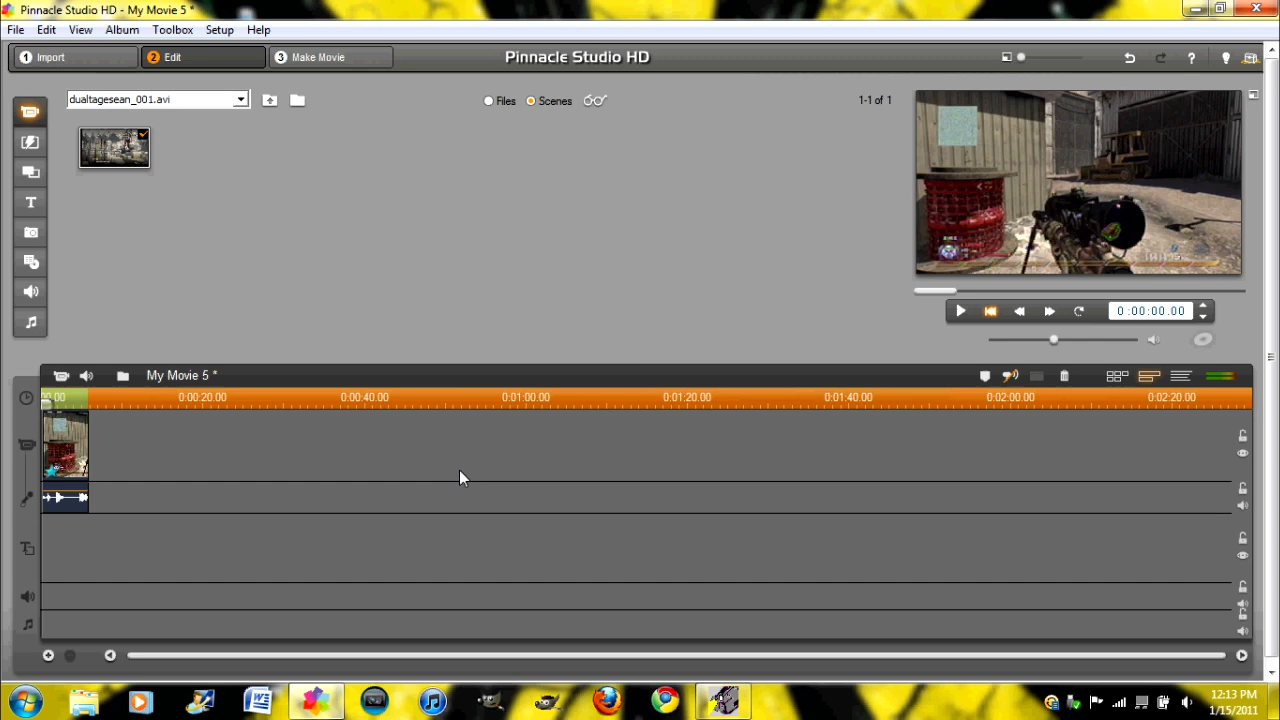 Pinnacle Studio HD - My Movie 5 *
File Edit View Album Toolbox Setup Help
1 Import 2 Edit 3 Make Movie Pinnacle Studio HD
dualtagesean_001.avi Files Scenes 1-1 of 1
0:00:00.00
My Movie 5 *
00.00 0:00:20.00 0:00:40.00 0:01:00.00 0:01:20.00 0:01:40.00 0:02:00.00 0:02:20.00
12:13 PM
1/15/2011